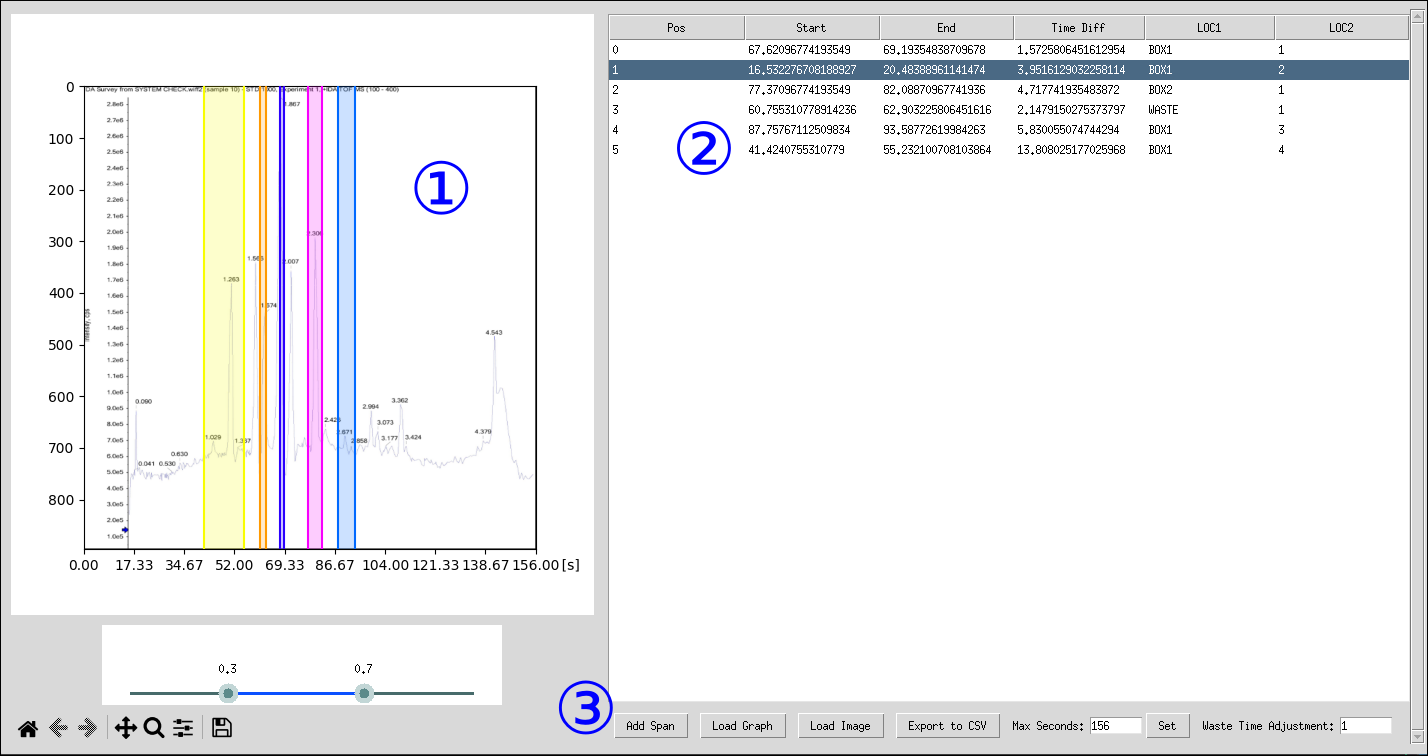 DA Survey from SYSTEM CHECK.wiff2 (sample 10) - STD 1000, Experiment 1, +IDA TOF MS (100 - 400)
①
0
100
200
300
400
500
600
700
800
Intensity, cps
2.8e6
2.7e6
2.6e6
2.5e6
2.4e6
2.3e6
2.2e6
2.1e6
2.0e6
1.9e6
1.8e6
1.7e6
1.6e6
1.5e6
1.4e6
1.3e6
1.2e6
1.1e6
1.0e6
9.0e5
8.0e5
7.0e5
6.0e5
5.0e5
4.0e5
3.0e5
2.0e5
1.0e5
1.867
2.306
2.007
1.263
4.543
0.090
2.994
3.362
3.073
1.029
2.858
3.177
3.424
4.379
0.630
0.041
0.530
0.00 17.33 34.67 52.00 69.33 86.67 104.00 121.33 138.67 156.00 [s]
0.3 0.7
Pos Start End Time Diff LOC1 LOC2
0 67.62096774193549 69.19354838709678 1.5725806451612954 BOX1 1
1 16.532276708188927 20.48388961141474 3.9516129032258114 BOX1 2
2 77.37096774193549 82.08870967741936 4.717741935483872 BOX2 1
3 60.755310778914236 62.903225806451616 2.1479150275373797 WASTE 1
4 87.75767112509834 93.58772619984263 5.830055074744294 BOX1 3
5 41.4240755310779 55.232100708103864 13.808025177025968 BOX1 4
②
③
Add Span Load Graph Load Image Export to CSV Max Seconds: 156 Set Waste Time Adjustment: 1